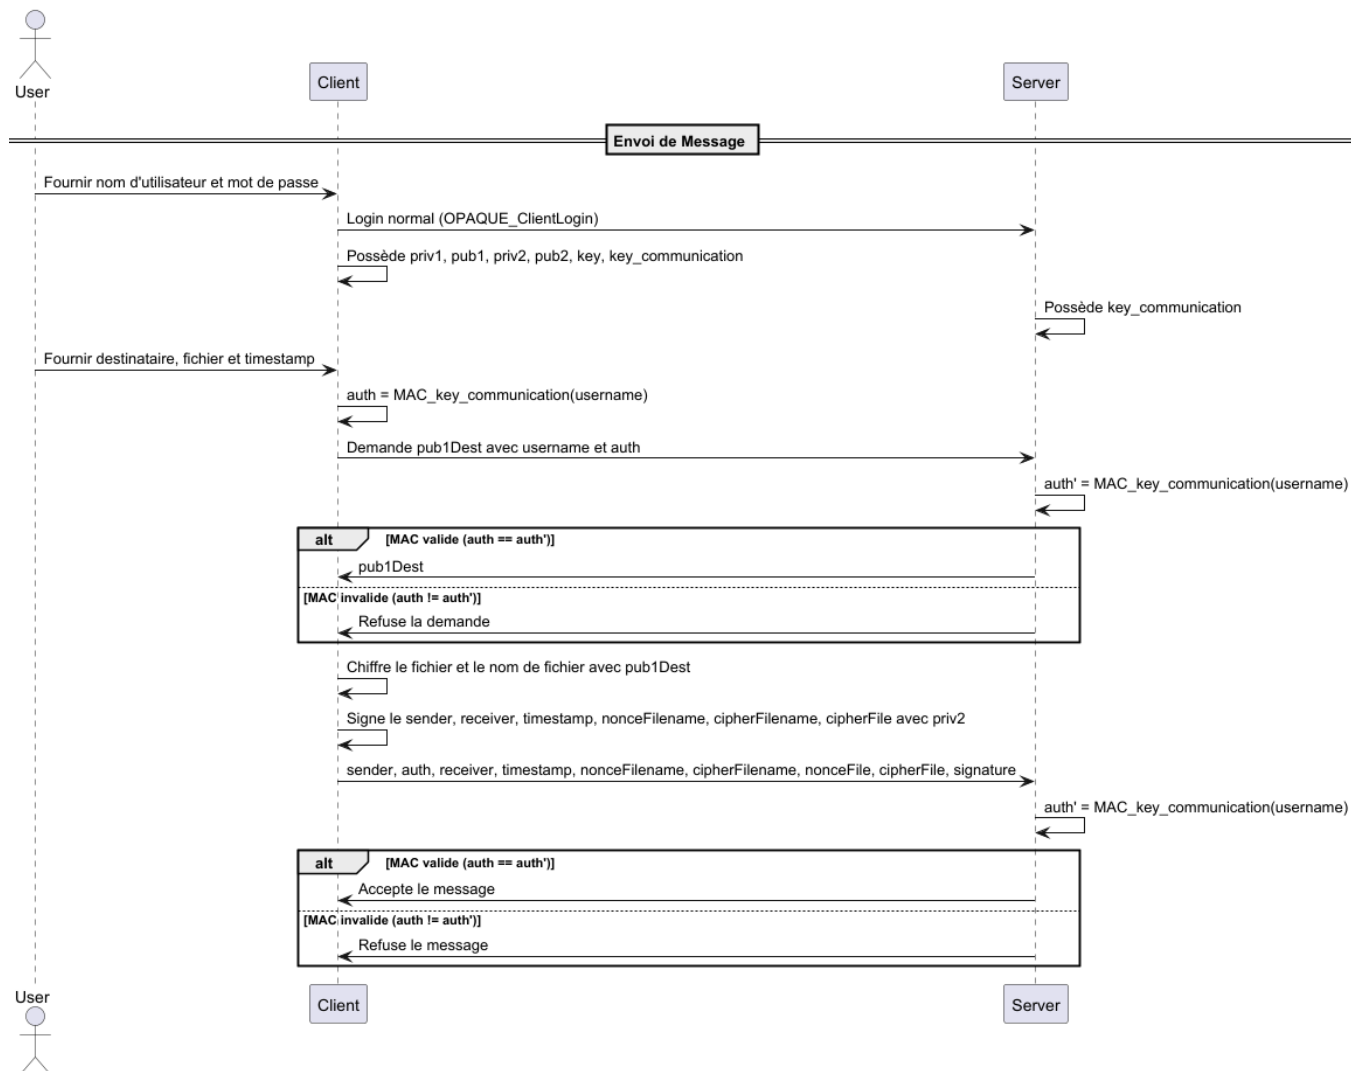 User
Client
Server
Envoi de Message
Fournir nom d'utilisateur et mot de passe
Login normal (OPAQUE_ClientLogin)
Possède priv1, pub1, priv2, pub2, key, key_communication
Possède key_communication
Fournir destinataire, fichier et timestamp
auth = MAC_key_communication(username)
Demande pub1Dest avec username et auth
auth' = MAC_key_communication(username)
alt
[MAC valide (auth == auth')]
pub1Dest
[MAC invalide (auth != auth')]
Refuse la demande
Chiffre le fichier et le nom de fichier avec pub1Dest
Signe le sender, receiver, timestamp, nonceFilename, cipherFilename, cipherFile avec priv2
sender, auth, receiver, timestamp, nonceFilename, cipherFilename, nonceFile, cipherFile, signature
auth' = MAC_key_communication(username)
alt
[MAC valide (auth == auth')]
Accepte le message
[MAC invalide (auth != auth')]
Refuse le message
User
Client
Server